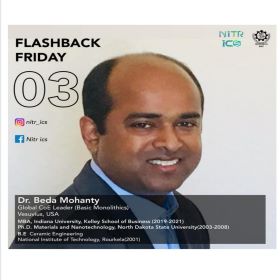 FLASHBACK
FRIDAY
NiTR
ics
03
nitr_ics
Nitr ics
Dr. Beda Mohanty
Global CoE Leader (Basic Monolithics)
Vesuvius, USA
MBA, Indiana University, Kelley School of Business (2019-2021)
Ph.D. Materials and Nanotechnology, North Dakota State University(2003-2008)
B.E Ceramic Engineering
National Institute of Technology, Rourkela(2001)